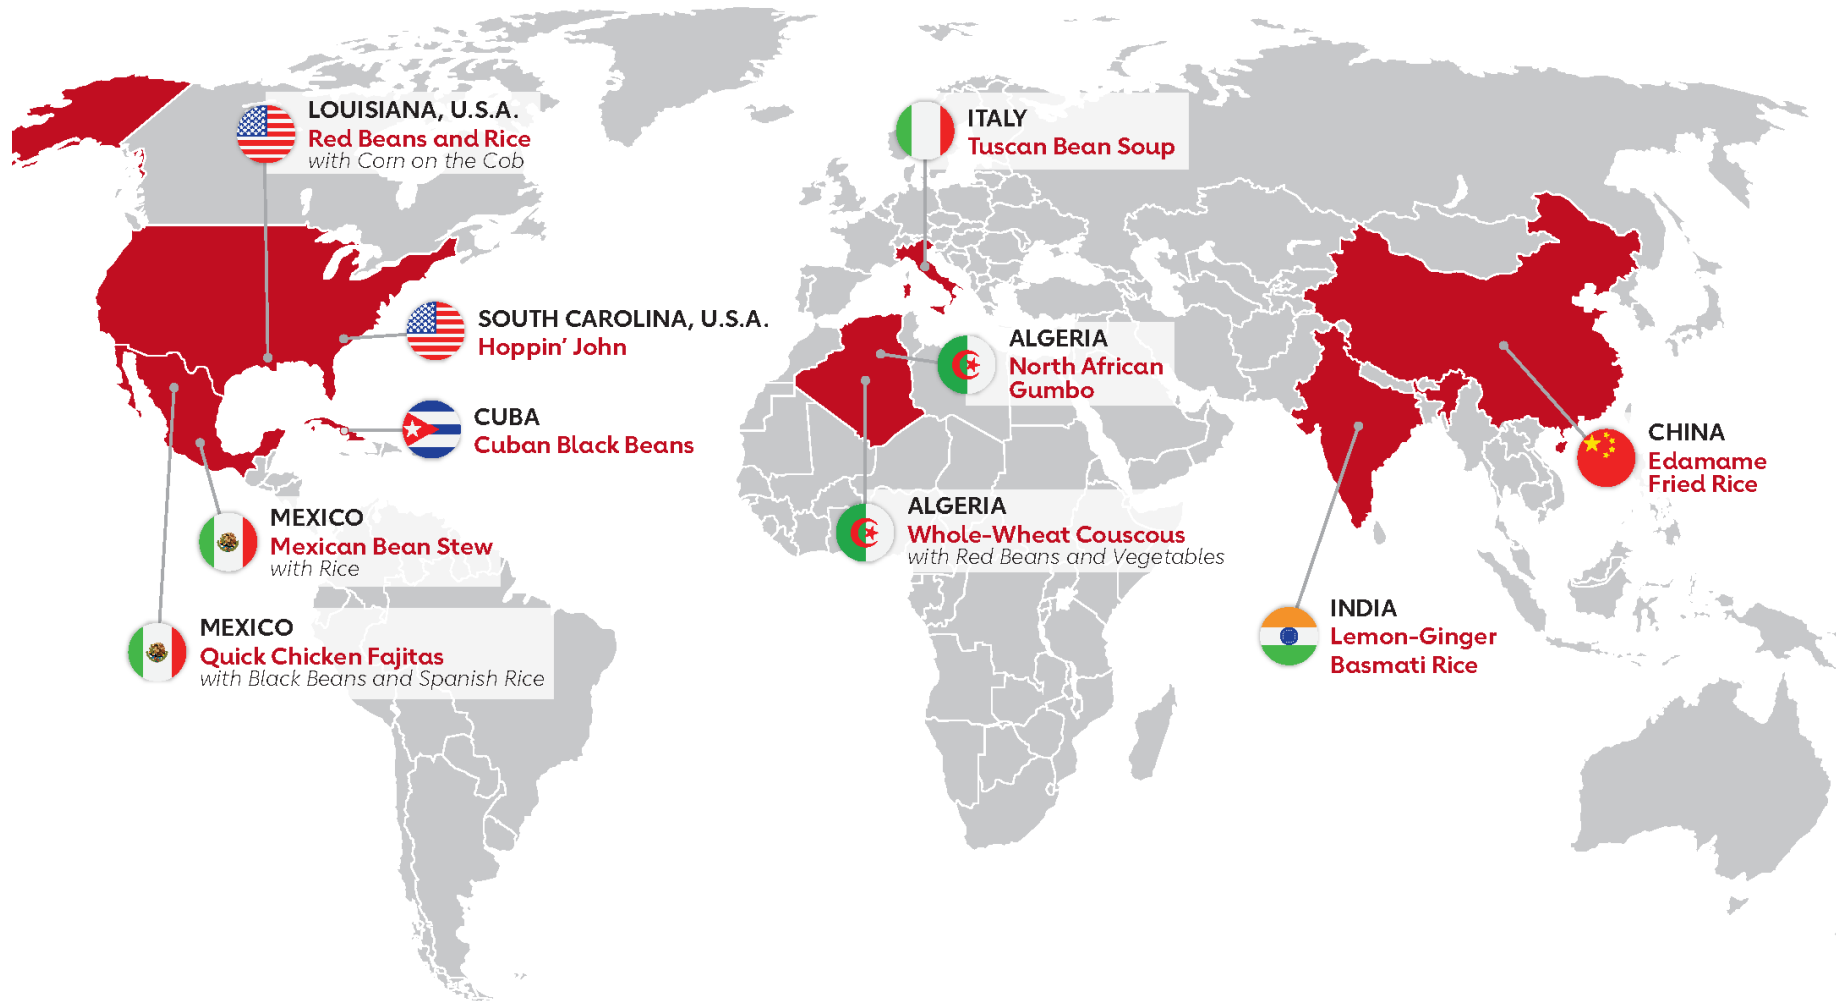 LOUISIANA, U.S.A.
Red Beans and Rice
with Corn on the Cob
ITALY
Tuscan Bean Soup
SOUTH CAROLINA, U.S.A.
Hoppin’ John
ALGERIA
North African
Gumbo
CUBA
Cuban Black Beans
CHINA
Edamame
Fried Rice
ALGERIA
Whole-Wheat Couscous
with Red Beans and Vegetables
MEXICO
Mexican Bean Stew
with Rice
INDIA
Lemon-Ginger
Basmati Rice
MEXICO
Quick Chicken Fajitas
with Black Beans and Spanish Rice